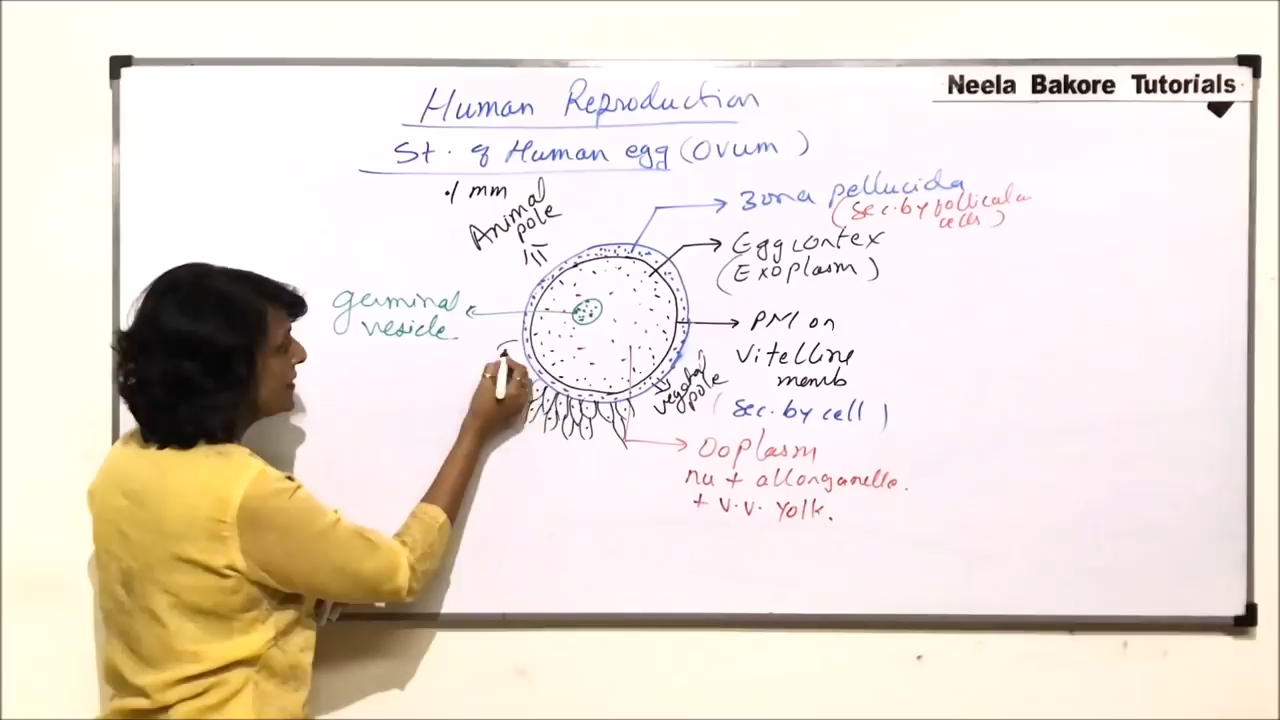 Neela Bakore Tutorials
Human Reproduction
St. of Human egg (Ovum)
.1 mm
Animal
pole
Zona pellucida
(Sec. by follicular
cells)
Egg cortex
(Exoplasm)
germinal
vesicle
PM or
Vitelline
memb
(Sec. by cell)
vegetal
pole
Ooplasm
nu + all organelle.
+ v.v. Yolk.